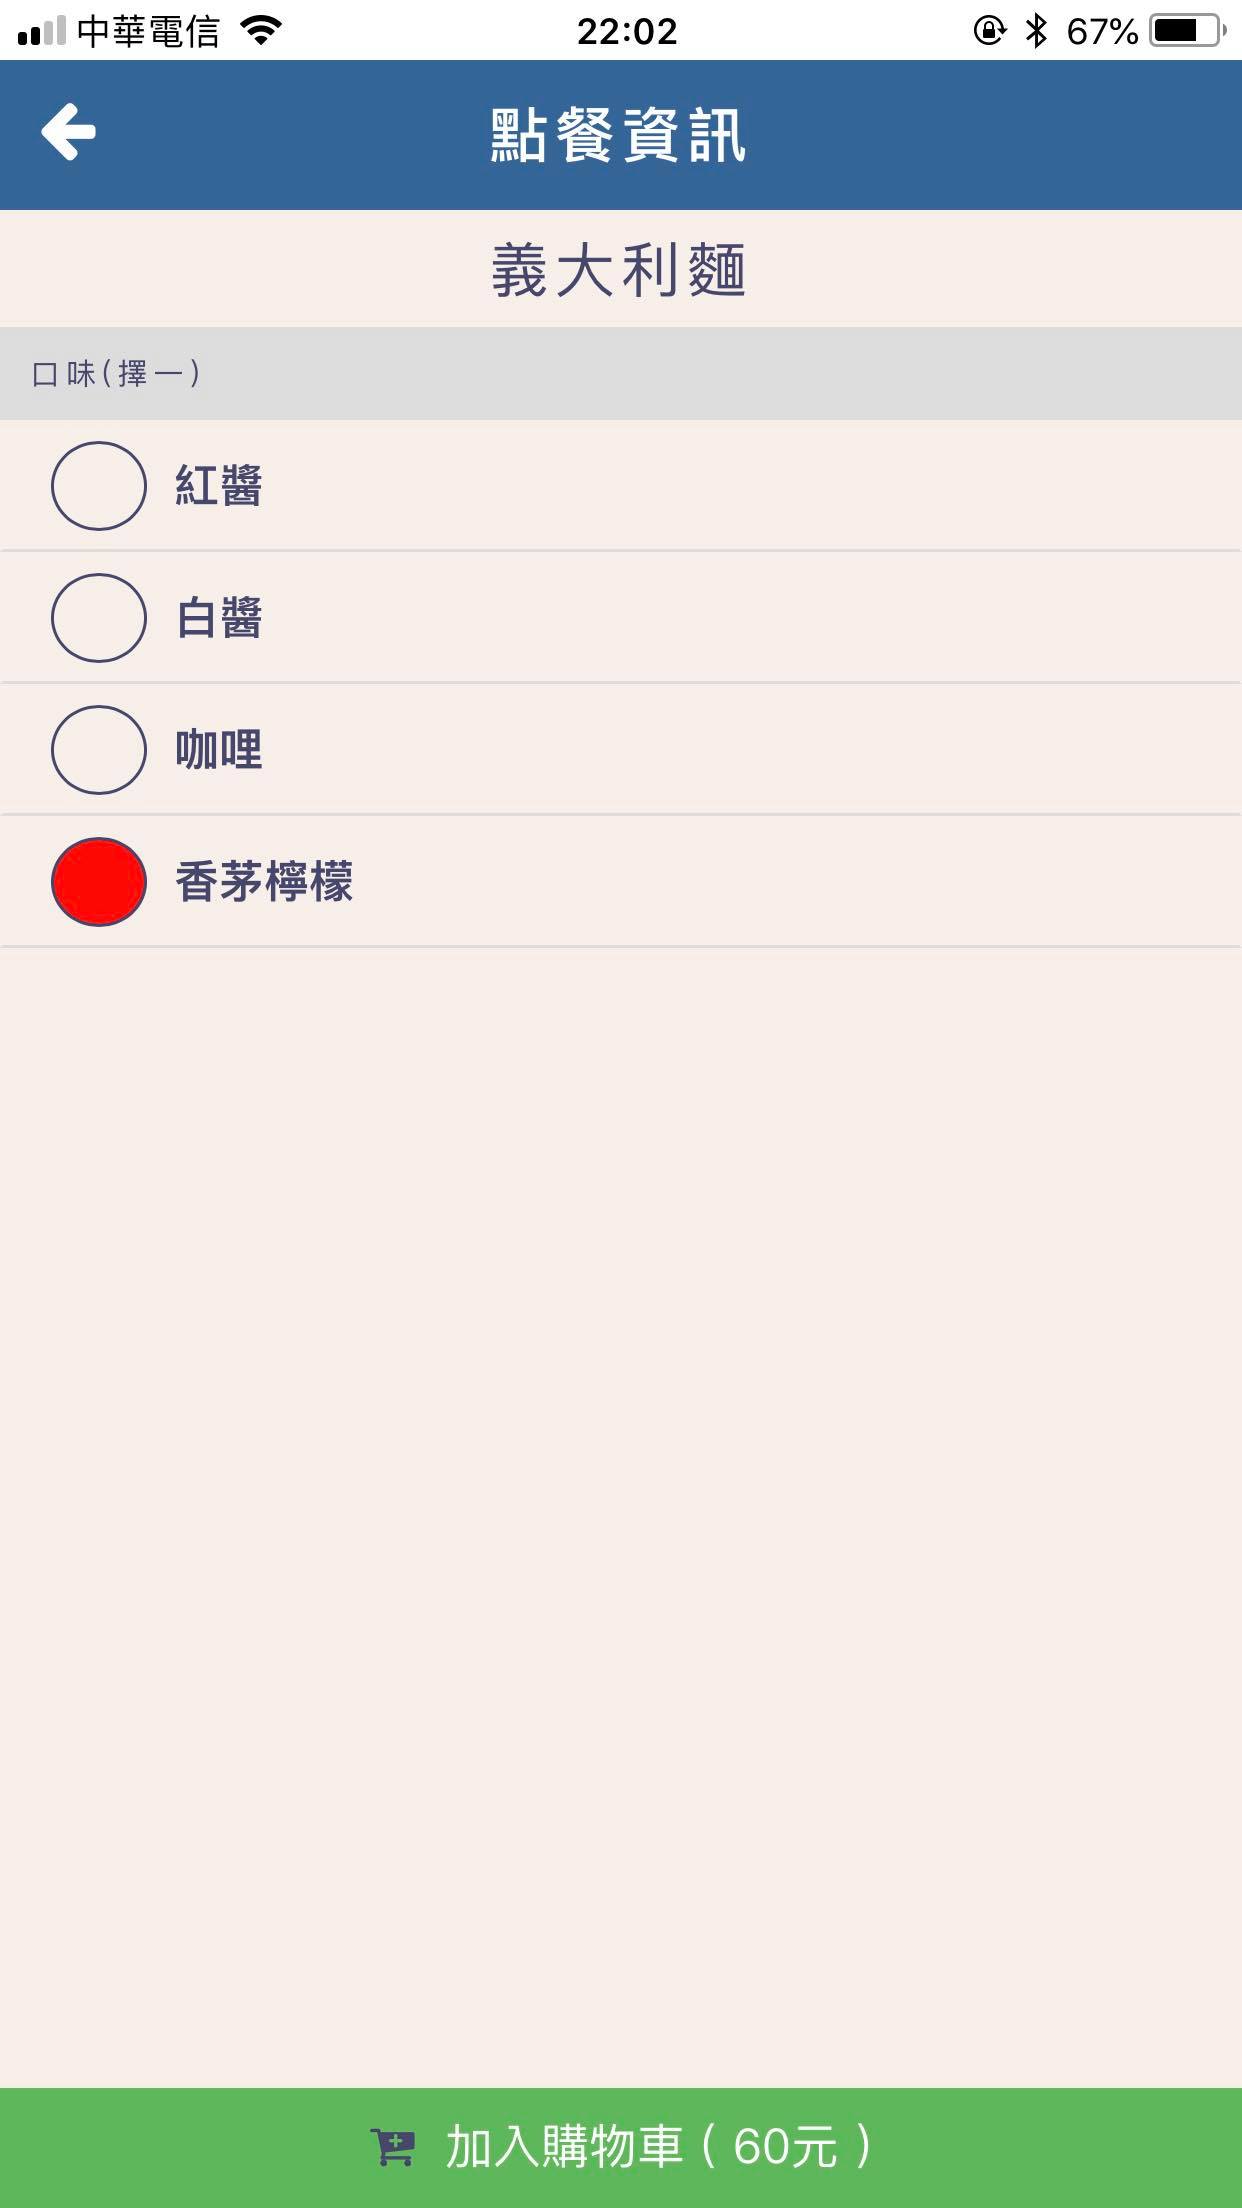 中華電信 22:02 67%
點餐資訊
義大利麵
口味(擇一)
紅醬
白醬
咖哩
香茅檸檬
加入購物車 ( 60元 )